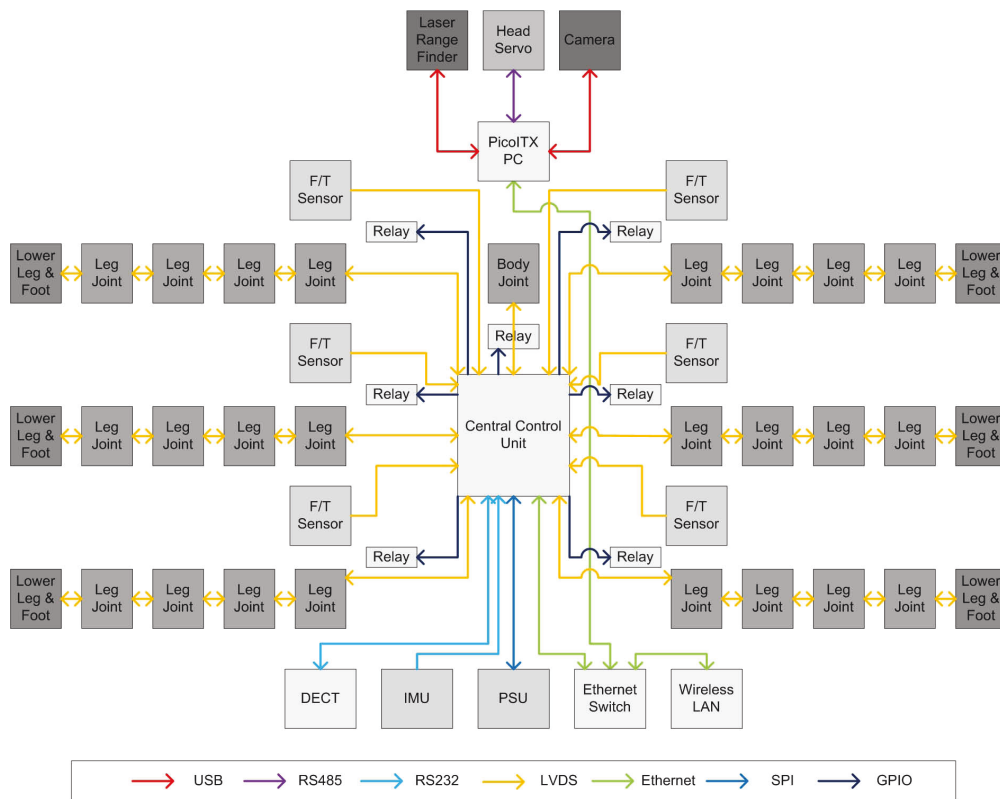 Laser
Range
Finder
Head
Servo
Camera
PicoITX
PC
F/T
Sensor
F/T
Sensor
Relay
Relay
Lower
Leg &
Foot
Leg
Joint
Leg
Joint
Leg
Joint
Leg
Joint
Body
Joint
Leg
Joint
Leg
Joint
Leg
Joint
Leg
Joint
Lower
Leg &
Foot
Relay
F/T
Sensor
F/T
Sensor
Relay
Relay
Central Control
Unit
Lower
Leg &
Foot
Leg
Joint
Leg
Joint
Leg
Joint
Leg
Joint
Leg
Joint
Leg
Joint
Leg
Joint
Leg
Joint
Lower
Leg &
Foot
F/T
Sensor
F/T
Sensor
Relay
Relay
Lower
Leg &
Foot
Leg
Joint
Leg
Joint
Leg
Joint
Leg
Joint
Leg
Joint
Leg
Joint
Leg
Joint
Leg
Joint
Lower
Leg &
Foot
DECT
IMU
PSU
Ethernet
Switch
Wireless
LAN
USB RS485 RS232 LVDS Ethernet SPI GPIO